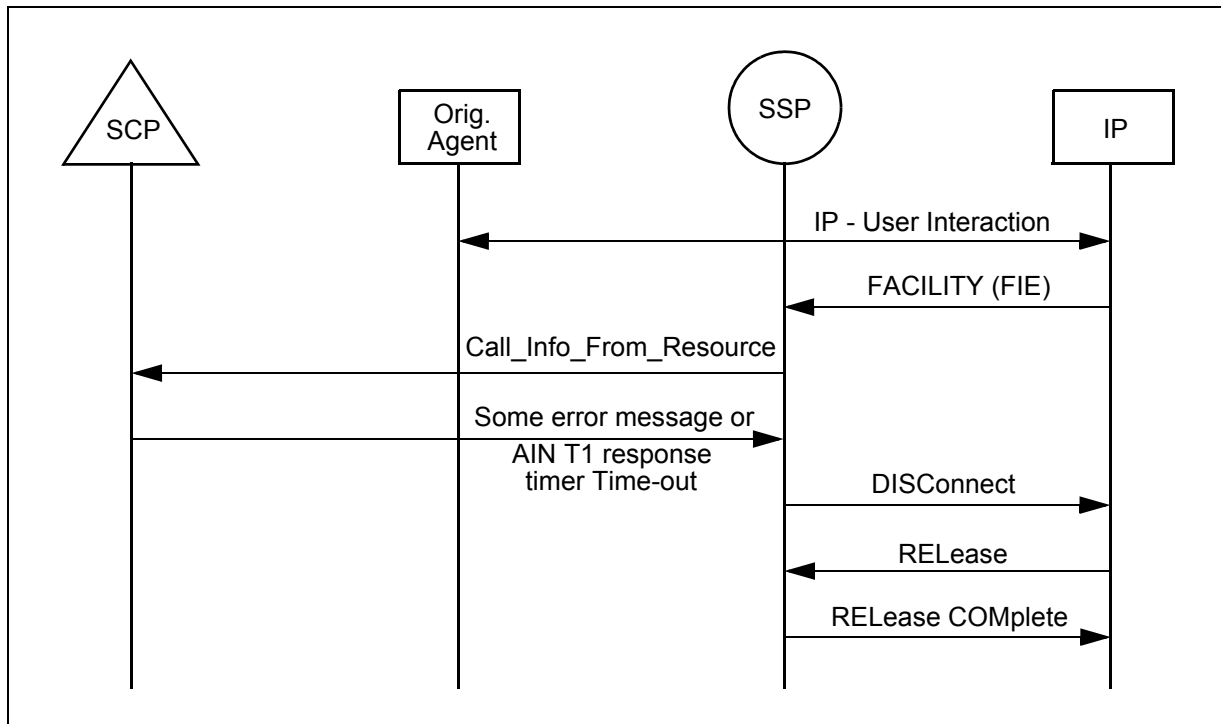 SCP
Orig.
Agent
SSP
IP
IP - User Interaction
FACILITY (FIE)
Call_Info_From_Resource
Some error message or
AIN T1 response
timer Time-out
DISConnect
RELease
RELease COMplete